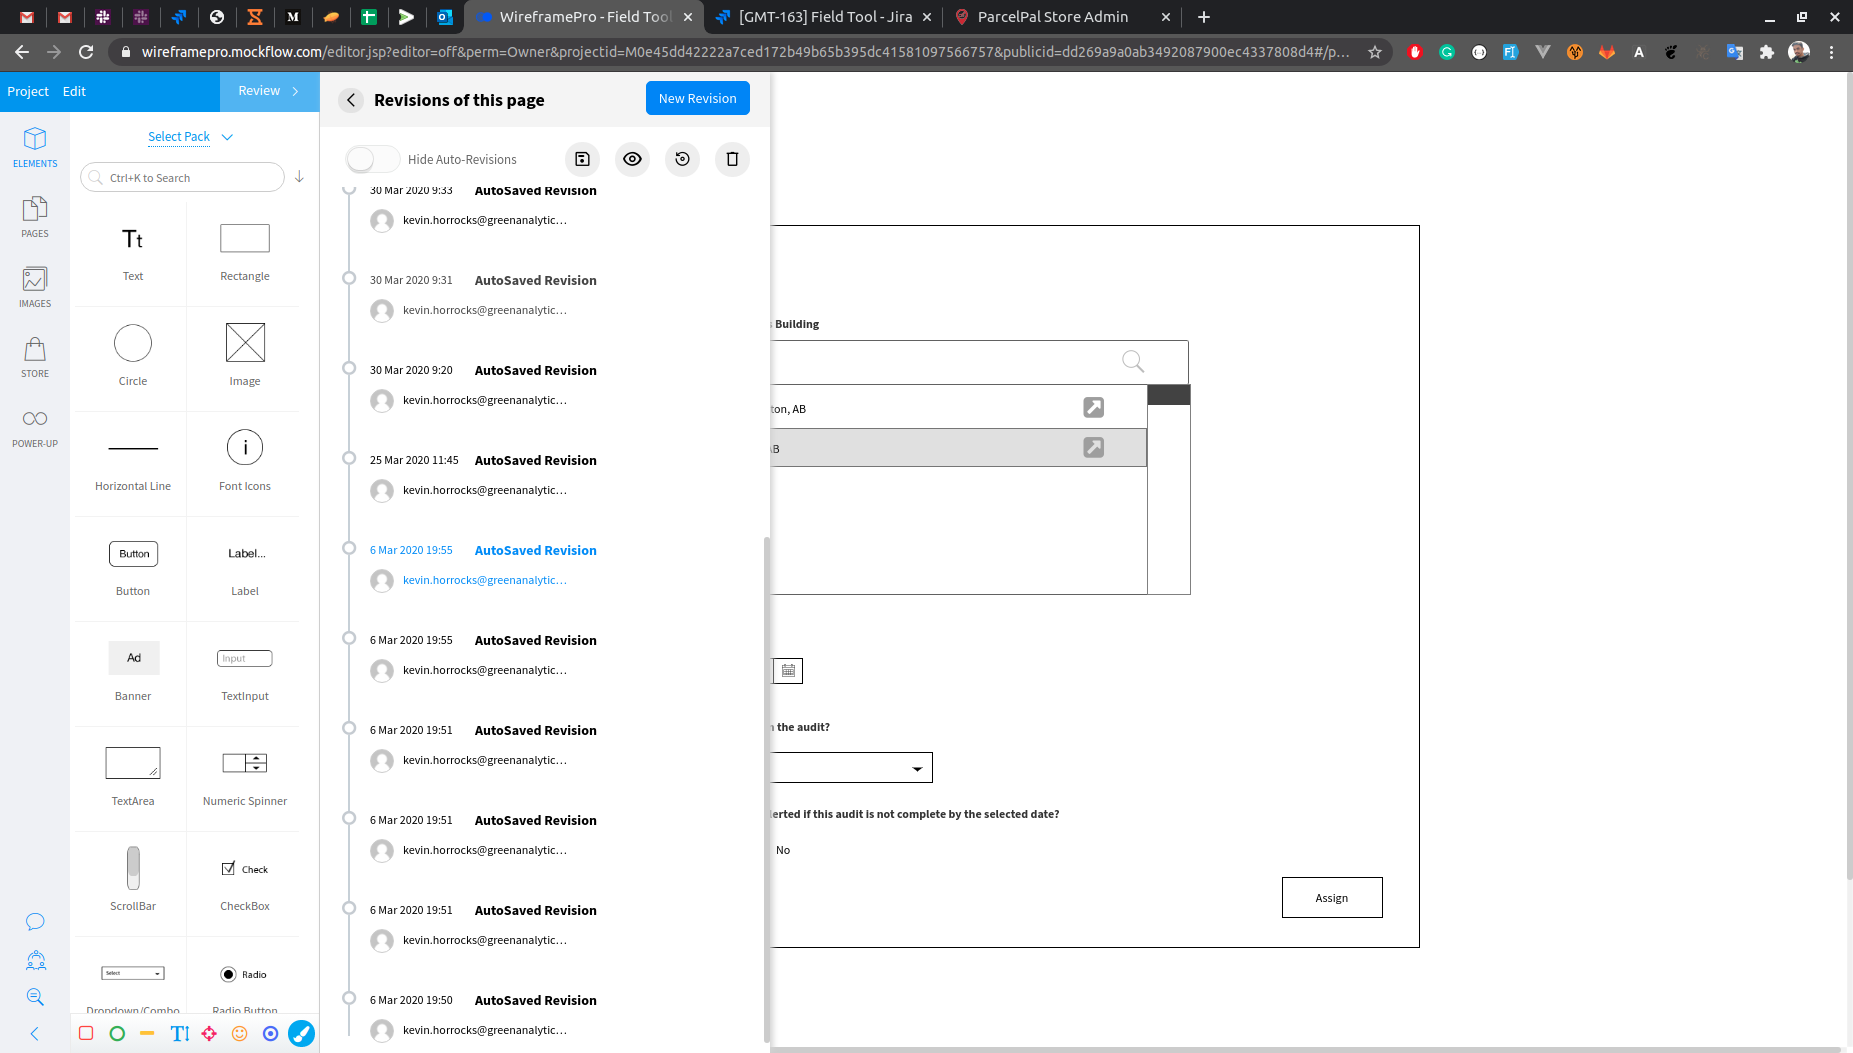 WireframePro - Field Tool
[GMT-163] Field Tool - Jira
ParcelPal Store Admin
wireframepro.mockflow.com/editor.jsp?editor=off&perm=Owner&projectid=M0e45dd42222a7ced172b49b65b395dc41581097566757&publicid=dd269a9a0ab3492087900ec4337808d4#/p...
Project Edit Review
Revisions of this page
New Revision
Select Pack
Ctrl+K to Search
Hide Auto-Revisions
ELEMENTS
PAGES
IMAGES
STORE
POWER-UP
Tt
Text
Rectangle
Circle
Image
Horizontal Line
i
Font Icons
Button
Button
Label...
Label
Ad
Banner
Input
TextInput
TextArea
Numeric Spinner
ScrollBar
Check
CheckBox
Select
Dropdown/Combo
Radio
Radio Button
30 Mar 2020 9:33 AutoSaved Revision
kevin.horrocks@greenanalytic...
30 Mar 2020 9:31 AutoSaved Revision
kevin.horrocks@greenanalytic...
30 Mar 2020 9:20 AutoSaved Revision
kevin.horrocks@greenanalytic...
25 Mar 2020 11:45 AutoSaved Revision
kevin.horrocks@greenanalytic...
6 Mar 2020 19:55 AutoSaved Revision
kevin.horrocks@greenanalytic...
6 Mar 2020 19:55 AutoSaved Revision
kevin.horrocks@greenanalytic...
6 Mar 2020 19:51 AutoSaved Revision
kevin.horrocks@greenanalytic...
6 Mar 2020 19:51 AutoSaved Revision
kevin.horrocks@greenanalytic...
6 Mar 2020 19:51 AutoSaved Revision
kevin.horrocks@greenanalytic...
6 Mar 2020 19:50 AutoSaved Revision
kevin.horrocks@greenanalytic...
Building
ton, AB
the audit?
erted if this audit is not complete by the selected date?
No
Assign